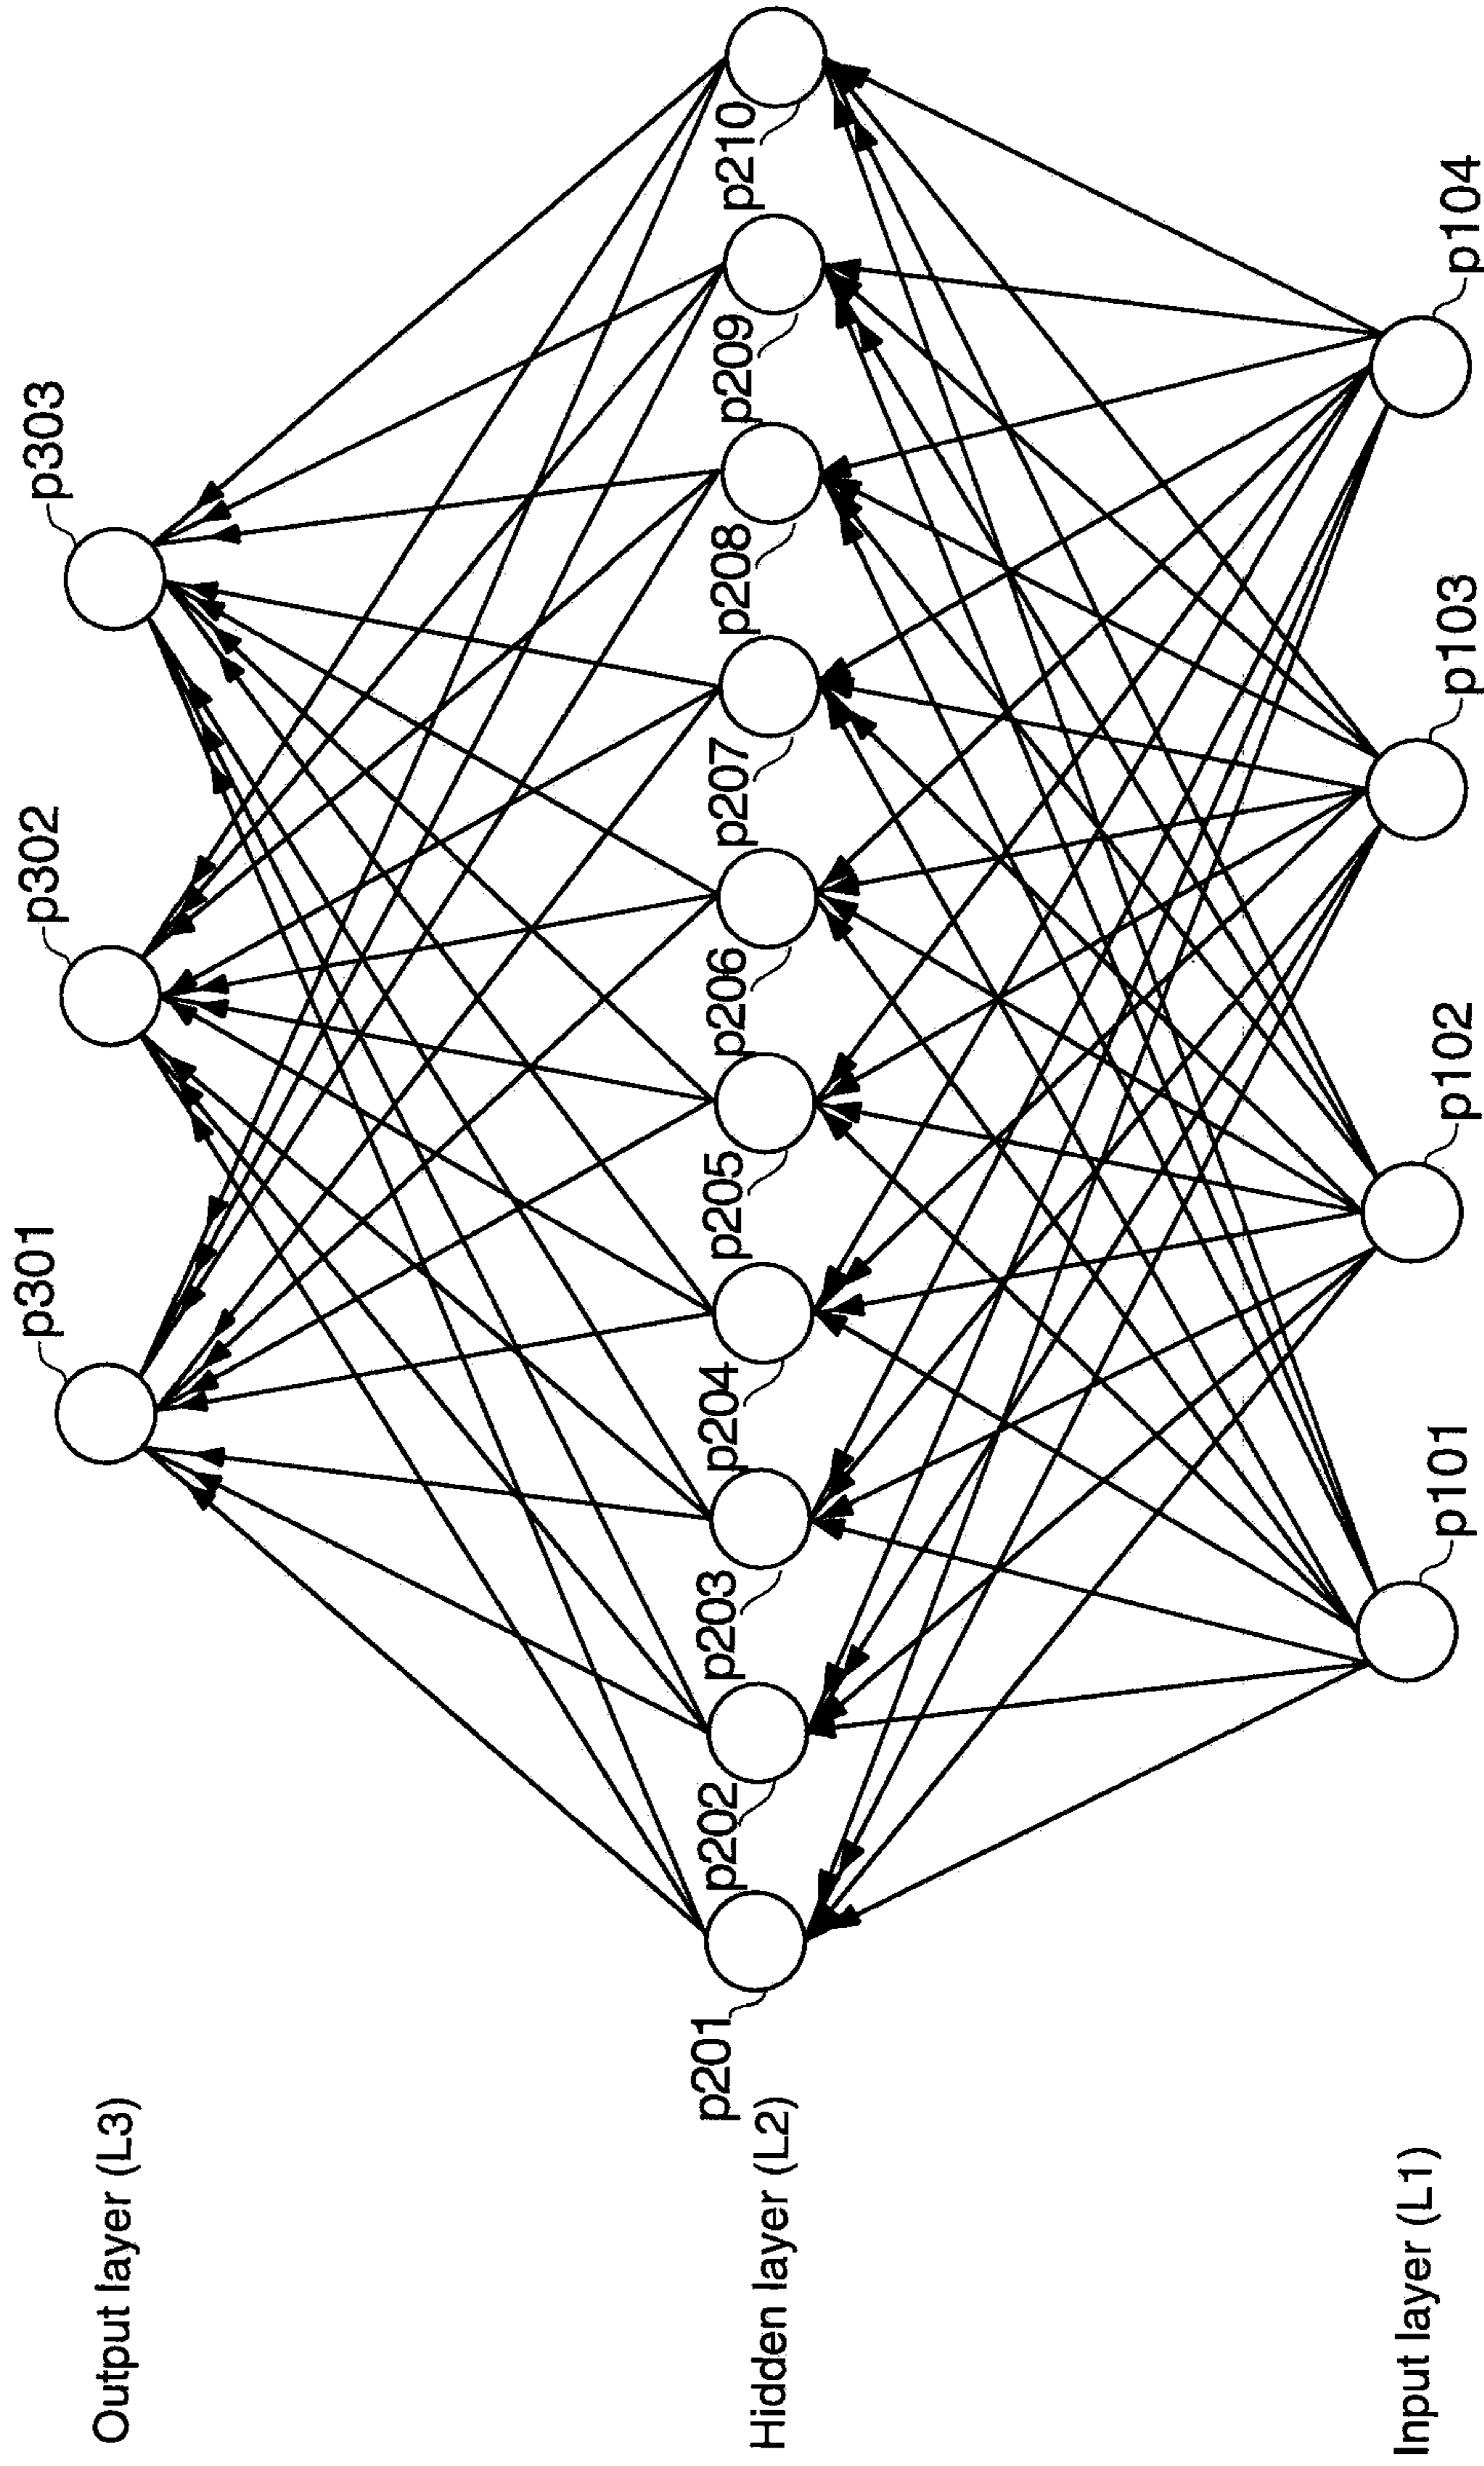 Output layer (L3)
p301
p302
p303
Hidden layer (L2)
p201
p202
p203
p204
p205
p206
p207
p208
p209
p210
Input layer (L1)
p101
p102
p103
p104